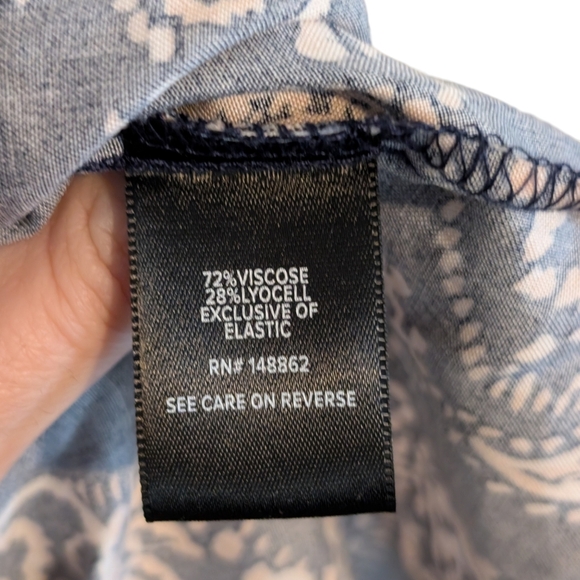 72%VISCOSE
28%LYOCELL
EXCLUSIVE OF
ELASTIC
RN# 148862
SEE CARE ON REVERSE